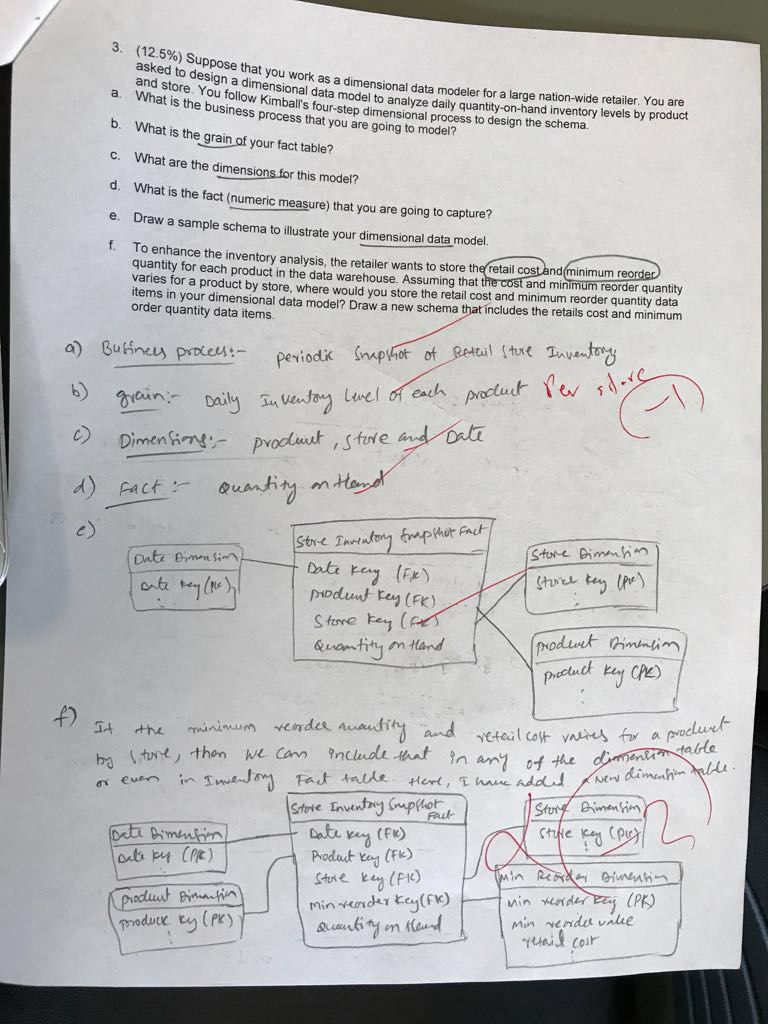 3. (12.5%) Suppose that you work as a dimensional data modeler for a large nation-wide retailer. You are
asked to design a dimensional data model to analyze daily quantity-on-hand inventory levels by product
and store. You follow Kimball's four-step dimensional process to design the schema.
a. What is the business process that you are going to model?
b. What is the grain of your fact table?
c. What are the dimensions for this model?
d. What is the fact (numeric measure) that you are going to capture?
e. Draw a sample schema to illustrate your dimensional data model.
f. To enhance the inventory analysis, the retailer wants to store the retail cost and minimum reorder
quantity for each product in the data warehouse. Assuming that the cost and minimum reorder quantity
varies for a product by store, where would you store the retail cost and minimum reorder quantity data
items in your dimensional data model? Draw a new schema that includes the retails cost and minimum
order quantity data items.
a) Business process:- periodic Snapshot of Retail Store Inventory
b) grain:- Daily Inventory level of each product Per store
-1
c) Dimensions:- product, store and Date
d) Fact:- Quantity on Hand
e)
Store Inventory Snapshot Fact
Date Key (FK)
product Key (FK)
Store Key (FK)
Quantity on Hand
Date Dimension
Date Key (PK)
Store Dimension
Store Key (PK)
product Dimension
product Key (PK)
f) If the minimum reorder quantity and retail cost varies for a product
by store, then we can include that in any of the dimension table
or even in Inventory Fact table. Here, I have added a new dimension table.
-2
Store Inventory Snapshot Fact
Date Key (FK)
Product Key (FK)
Store Key (FK)
Min reorder Key (FK)
Quantity on Hand
Date Dimension
Date Key (PK)
product Dimension
product Key (PK)
Store Dimension
Store Key (PK)
Min Reorder Dimension
Min reorder Key (PK)
Min reorder value
retail cost